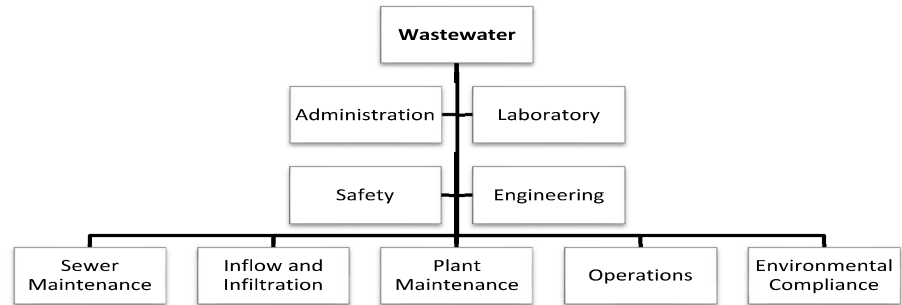 Wastewater
Administration
Laboratory
Safety
Engineering
Sewer
Maintenance
Inflow and
Infiltration
Plant
Maintenance
Operations
Environmental
Compliance